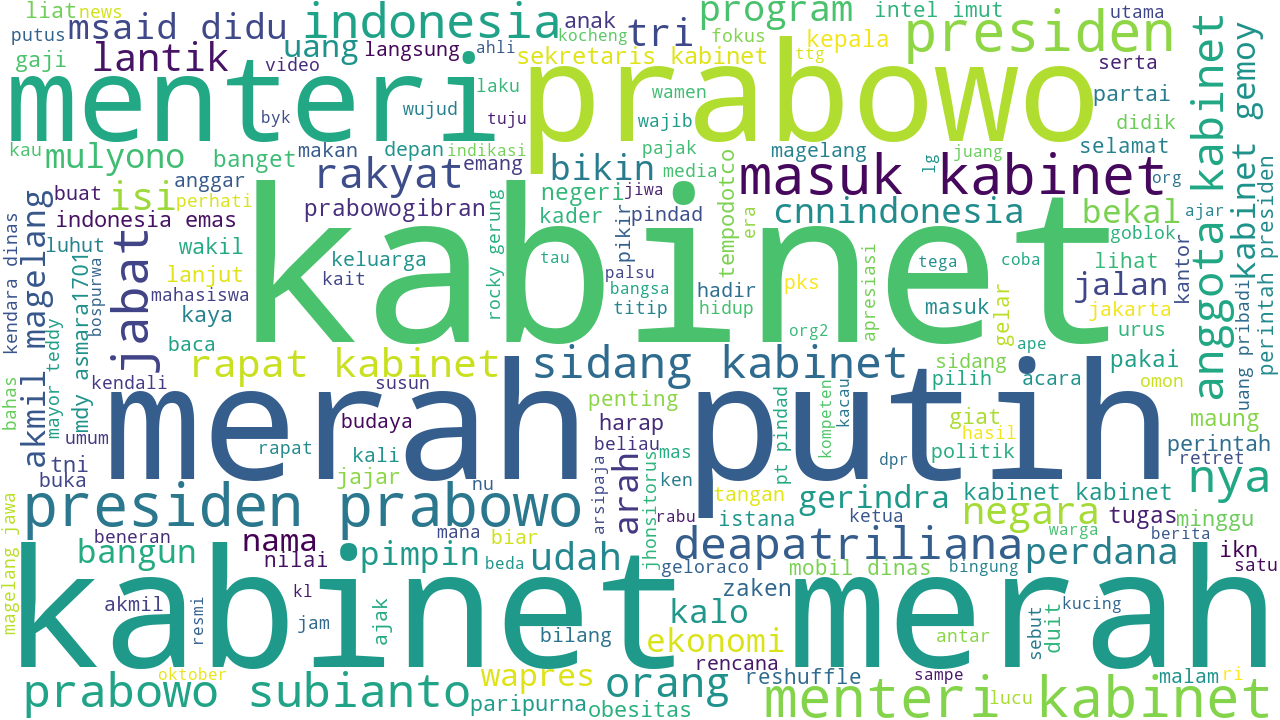 liat
news
putus
msaid didu
indonesia
anak
tri
program
intel imut
utama
gaji
lantik
uang
langsung
ahli
kocheng
fokus
kepala
presiden
video
sekretaris kabinet
ttg
serta
menteri
prabowo
laku
wamen
partai
byk
wujud
tuju
wajib
didik
kau
mulyono
banget
makan
depan
indikasi
pajak
magelang
juang
selamat
emang
bikin
media
lg
anggar
rakyat
masuk kabinet
org
buat
isi
perhati
negeri
jiwa
indonesia emas
prabowogibran
kader
pindad
cnnindonesia
bekal
ajar
goblok
luhut
wakil
keluarga
kabinet
tau
pikir
tempodotco
era
tega
coba
lihat
lanjut
kait
palsu
bangsa
hadir
pks
jalan
kantor
mahasiswa
titip
hidup
masuk
jakarta
kaya
rocky gerung
apresiasi
gelar
urus
baca
org2
ape
kendara dinas
akmil magelang
jabat
mdy asmara1701
bospurwa
anggota kabinet
kabinet gemoy
uang pribadi
perintah presiden
rapat kabinet
sidang kabinet
sidang
pakai
kendali
susun
pilih
acara
omon
bahas
mayor teddy
merah putih
penting
pt pindad
kompeten
kacau
budaya
harap
giat
maung
umum
rapat
beliau
hasil
perintah
tni
kali
mas
dpr
politik
retret
buka
jajar
nu
ken
tangan
nya
magelang jawa
presiden prabowo
arsipaja
arah
jhonsitorus
gerindra
kabinet kabinet
negara
tugas
minggu
rabu
istana
ketua
beneran
nama
mana
biar
warga
berita
bangun
nilai
pimpin
beda
udah
deapatriliana
perdana
ikn
geloraco
mobil dinas
bingung
satu
kabinet merah
akmil
resmi
kl
zaken
jam
ajak
kalo
kucing
bilang
ekonomi
antar
sebut
duit
rencana
oktober
wapres
orang
reshuffle
sampe
malam
ri
prabowo subianto
paripurna
obesitas
menteri kabinet
lucu